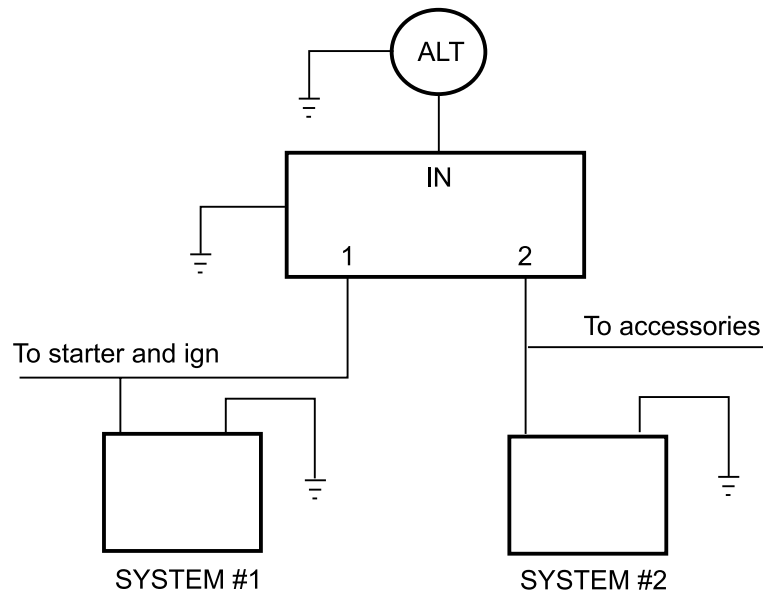 ALT
IN
1
2
To accessories
To starter and ign
SYSTEM #1
SYSTEM #2